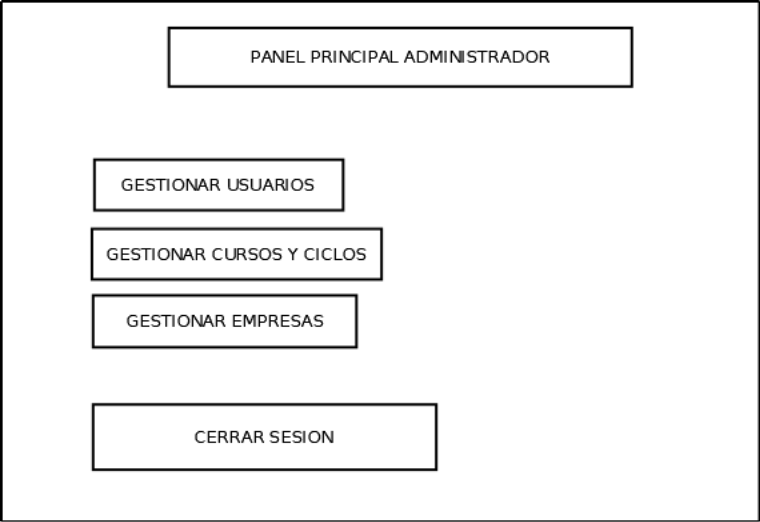 PANEL PRINCIPAL ADMINISTRADOR
GESTIONAR USUARIOS
GESTIONAR CURSOS Y CICLOS
GESTIONAR EMPRESAS
CERRAR SESION